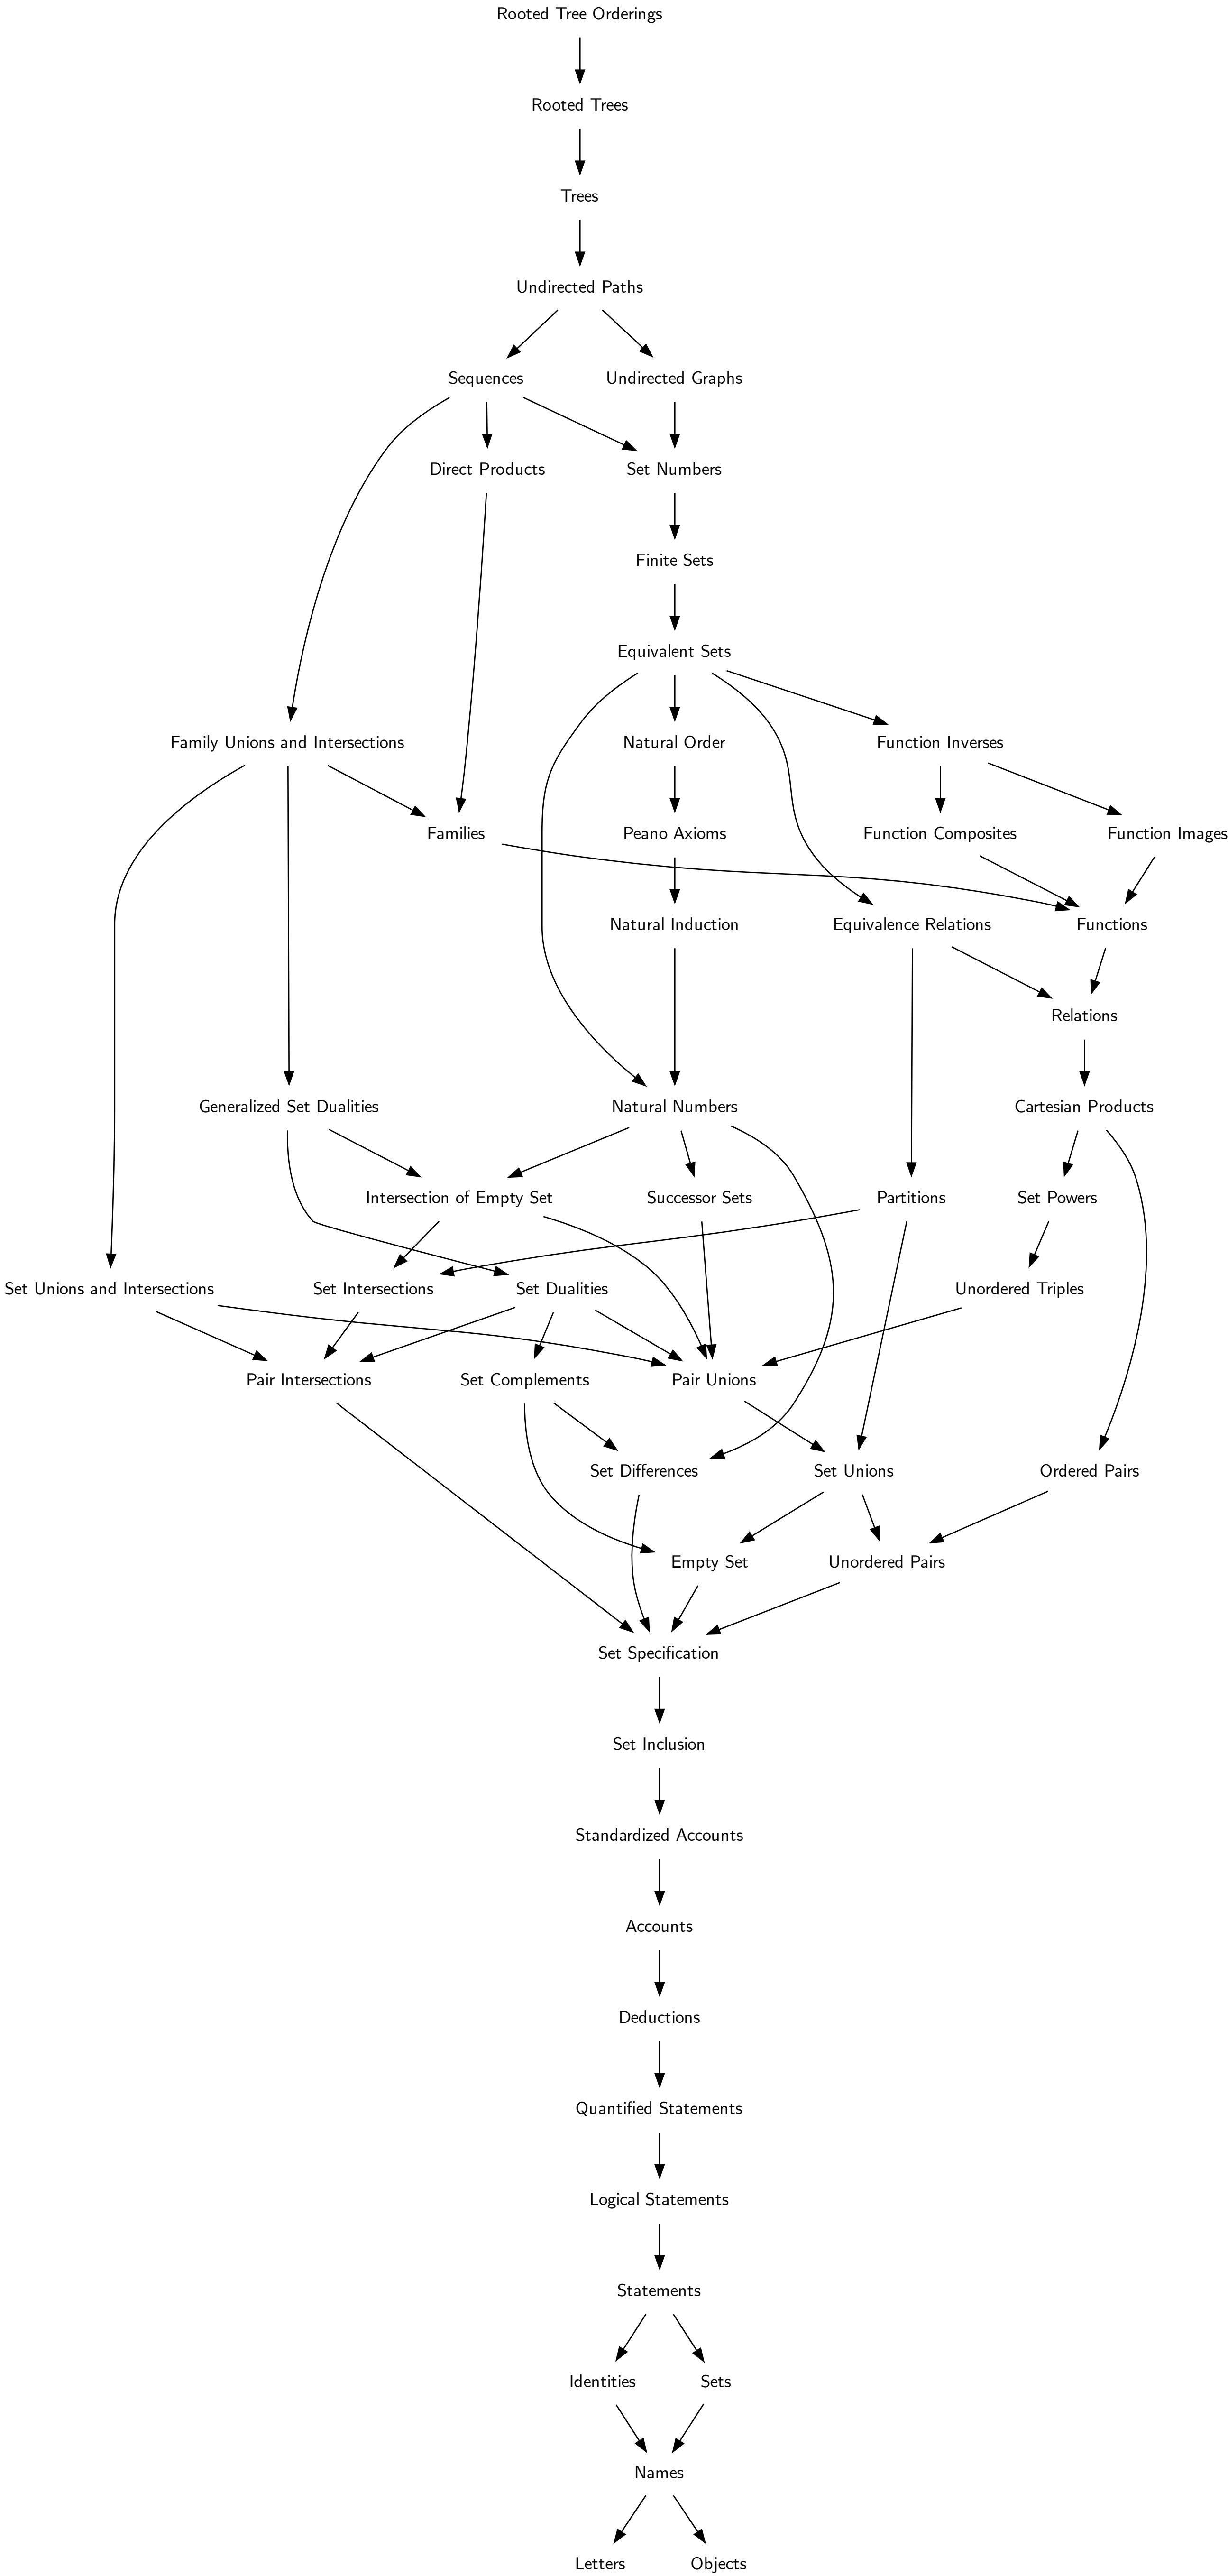 Rooted Tree Orderings
Rooted Trees
Trees
Undirected Paths
Sequences
Undirected Graphs
Direct Products
Set Numbers
Finite Sets
Equivalent Sets
Family Unions and Intersections
Natural Order
Function Inverses
Families
Peano Axioms
Function Composites
Function Images
Natural Induction
Equivalence Relations
Functions
Relations
Generalized Set Dualities
Natural Numbers
Cartesian Products
Intersection of Empty Set
Successor Sets
Partitions
Set Powers
Set Unions and Intersections
Set Intersections
Set Dualities
Unordered Triples
Pair Intersections
Set Complements
Pair Unions
Set Differences
Set Unions
Ordered Pairs
Empty Set
Unordered Pairs
Set Specification
Set Inclusion
Standardized Accounts
Accounts
Deductions
Quantified Statements
Logical Statements
Statements
Identities
Sets
Names
Letters
Objects